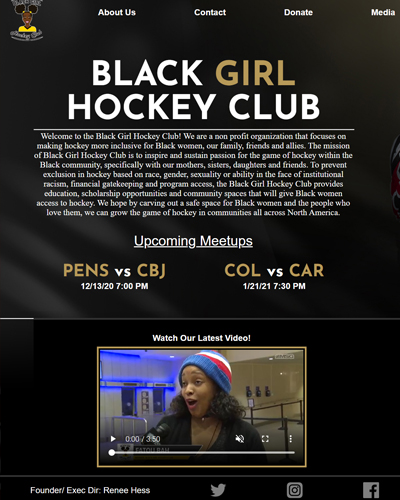 About Us Contact Donate Media
BLACK GIRL
HOCKEY CLUB
Welcome to the Black Girl Hockey Club! We are a non profit organization that focuses on
making hockey more inclusive for Black women, our family, friends and allies. The mission
of Black Girl Hockey Club is to inspire and sustain passion for the game of hockey within the
Black community, specifically with our mothers, sisters, daughters and friends. To prevent
exclusion in hockey based on race, gender, sexuality or ability in the face of institutional
racism, financial gatekeeping and program access, the Black Girl Hockey Club provides
education, scholarship opportunities and community spaces that will give Black women
access to hockey. We hope by carving out a safe space for Black women and the people who
love them, we can grow the game of hockey in communities all across North America.
Upcoming Meetups
PENS vs CBJ
12/13/20 7:00 PM
COL vs CAR
1/21/21 7:30 PM
Watch Our Latest Video!
0:00 / 3:50
Founder/ Exec Dir: Renee Hess